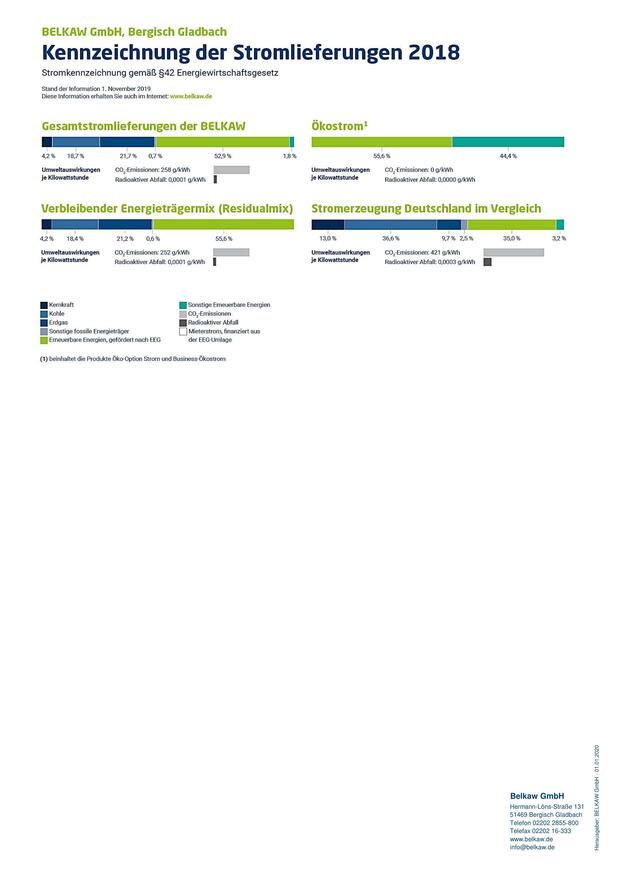 BELKAW GmbH, Bergisch Gladbach
Kennzeichnung der Stromlieferungen 2018
Stromkennzeichnung gemäß §42 Energiewirtschaftsgesetz
Stand der Information 1. November 2019
Diese Information erhalten Sie auch im Internet: www.belkaw.de
Gesamtstromlieferungen der BELKAW
4,2 % 18,7 % 21,7 % 0,7 % 52,9 % 1,8 %
Umweltauswirkungen
je Kilowattstunde
CO₂-Emissionen: 258 g/kWh
Radioaktiver Abfall: 0,0001 g/kWh
Ökostrom¹
55,6 % 44,4 %
Umweltauswirkungen
je Kilowattstunde
CO₂-Emissionen: 0 g/kWh
Radioaktiver Abfall: 0,0000 g/kWh
Verbleibender Energieträgermix (Residualmix)
4,2 % 18,4 % 21,2 % 0,6 % 55,6 %
Umweltauswirkungen
je Kilowattstunde
CO₂-Emissionen: 252 g/kWh
Radioaktiver Abfall: 0,0001 g/kWh
Stromerzeugung Deutschland im Vergleich
13,0 % 36,6 % 9,7 % 2,5 % 35,0 % 3,2 %
Umweltauswirkungen
je Kilowattstunde
CO₂-Emissionen: 421 g/kWh
Radioaktiver Abfall: 0,0003 g/kWh
Kernkraft
Kohle
Erdgas
Sonstige fossile Energieträger
Erneuerbare Energien, gefördert nach EEG
Sonstige Erneuerbare Energien
CO₂-Emissionen
Radioaktiver Abfall
Mieterstrom, finanziert aus
der EEG-Umlage
(1) beinhaltet die Produkte Öko-Option Strom und Business-Ökostrom
Belkaw GmbH
Hermann-Löns-Straße 131
51469 Bergisch Gladbach
Telefon 02202 2855-800
Telefax 02202 16-333
www.belkaw.de
info@belkaw.de
Herausgeber: BELKAW GmbH · 01.01.2020